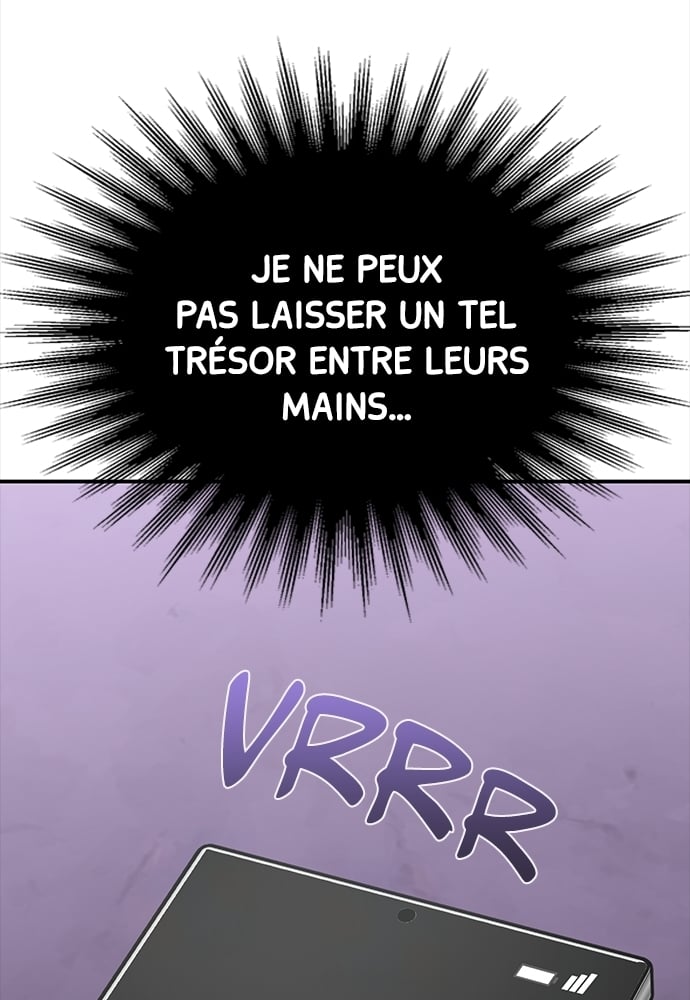 JE NE PEUX
PAS LAISSER UN TEL
TRÉSOR ENTRE LEURS
MAINS...
VRRR